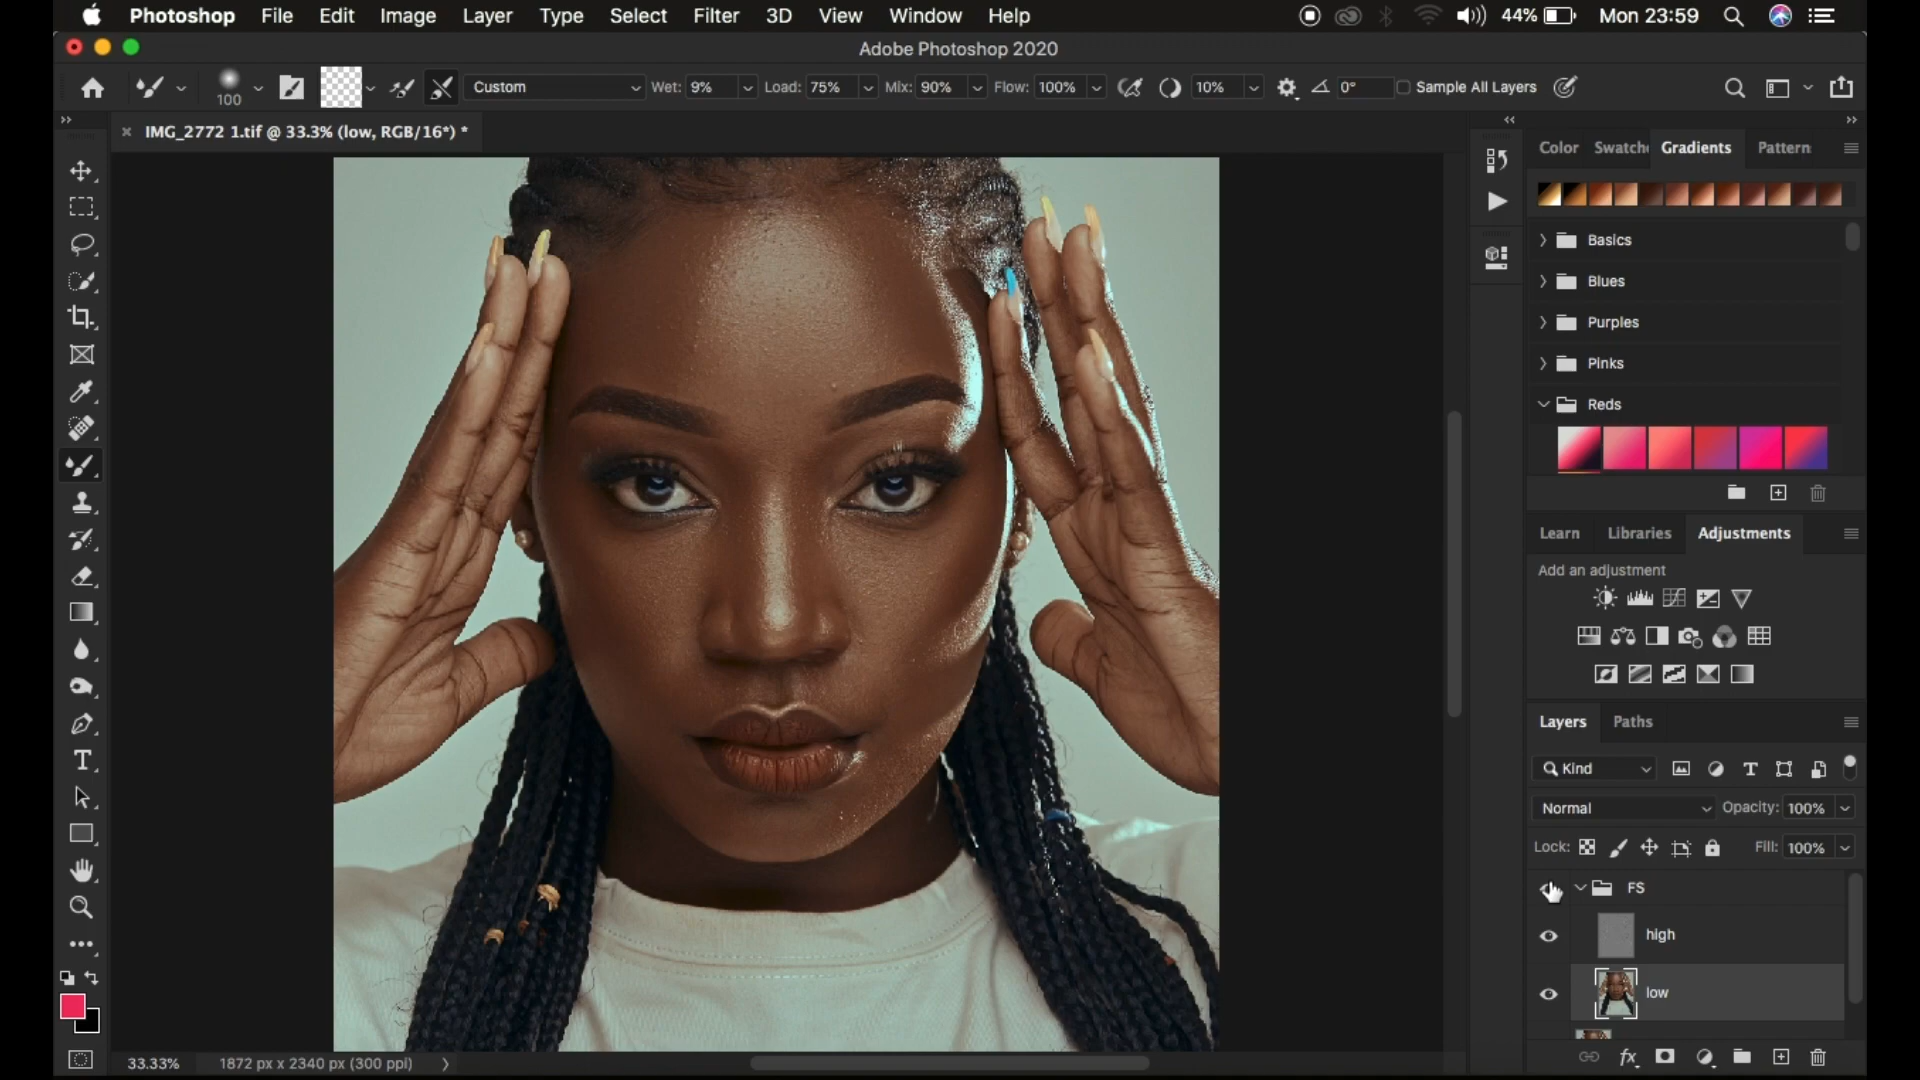 Photoshop File Edit Image Layer Type Select Filter 3D View Window Help 44% Mon 23:59
Adobe Photoshop 2020
100 Custom Wet: 9% Load: 75% Mix: 90% Flow: 100% 10% 0° Sample All Layers
IMG_2772 1.tif @ 33.3% (low, RGB/16*) *
Color Swatche Gradients Pattern
Basics
Blues
Purples
Pinks
Reds
Learn Libraries Adjustments
Add an adjustment
Layers Paths
Kind
Normal Opacity: 100%
Lock: Fill: 100%
FS
high
low
33.33% 1872 px x 2340 px (300 ppi)